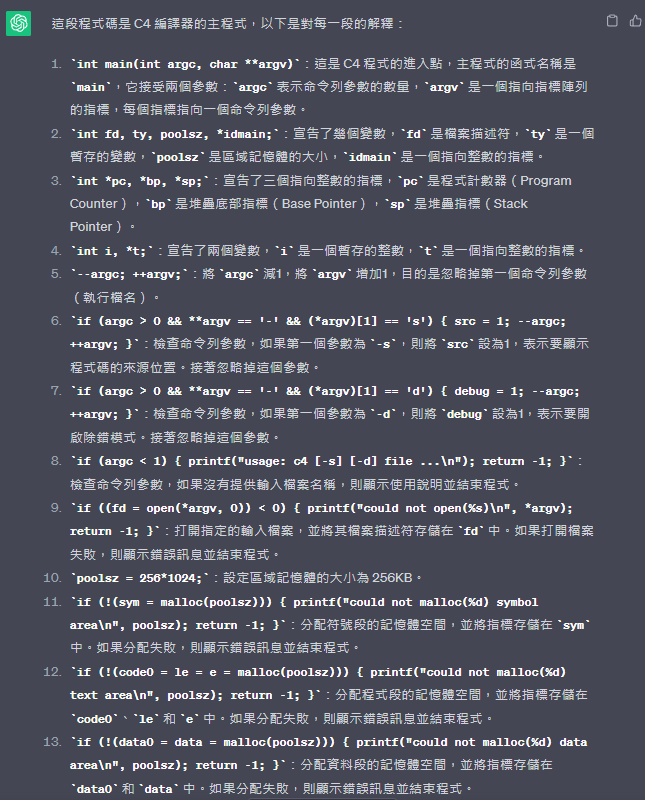 這段程式碼是 C4 編譯器的主程式，以下是對每一段的解釋：
1. `int main(int argc, char **argv)`：這是 C4 程式的進入點，主程式的函式名稱是
`main`，它接受兩個參數：`argc` 表示命令列參數的數量，`argv` 是一個指向指標陣列
的指標，每個指標指向一個命令列參數。
2. `int fd, ty, poolsz, *idmain;`：宣告了幾個變數，`fd` 是檔案描述符，`ty` 是一個
暫存的變數，`poolsz` 是區域記憶體的大小，`idmain` 是一個指向整數的指標。
3. `int *pc, *bp, *sp;`：宣告了三個指向整數的指標，`pc` 是程式計數器（Program
Counter），`bp` 是堆疊底部指標（Base Pointer），`sp` 是堆疊指標（Stack
Pointer）。
4. `int i, *t;`：宣告了兩個變數，`i` 是一個暫存的整數，`t` 是一個指向整數的指標。
5. `--argc; ++argv;`：將 `argc` 減1，將 `argv` 增加1，目的是忽略掉第一個命令列參數
（執行檔名）。
6. `if (argc > 0 && **argv == '-' && (*argv)[1] == 's') { src = 1; --argc;
++argv; }`：檢查命令列參數，如果第一個參數為 `-s`，則將 `src` 設為1，表示要顯示
程式碼的來源位置。接著忽略掉這個參數。
7. `if (argc > 0 && **argv == '-' && (*argv)[1] == 'd') { debug = 1; --argc;
++argv; }`：檢查命令列參數，如果第一個參數為 `-d`，則將 `debug` 設為1，表示要開
啟除錯模式。接著忽略掉這個參數。
8. `if (argc < 1) { printf("usage: c4 [-s] [-d] file ...\n"); return -1; }`：
檢查命令列參數，如果沒有提供輸入檔案名稱，則顯示使用說明並結束程式。
9. `if ((fd = open(*argv, 0)) < 0) { printf("could not open(%s)\n", *argv);
return -1; }`：打開指定的輸入檔案，並將其檔案描述符存儲在 `fd` 中。如果打開檔案
失敗，則顯示錯誤訊息並結束程式。
10. `poolsz = 256*1024;`：設定區域記憶體的大小為 256KB。
11. `if (!(sym = malloc(poolsz))) { printf("could not malloc(%d) symbol
area\n", poolsz); return -1; }`：分配符號段的記憶體空間，並將指標存儲在 `sym`
中。如果分配失敗，則顯示錯誤訊息並結束程式。
12. `if (!(code0 = le = e = malloc(poolsz))) { printf("could not malloc(%d)
text area\n", poolsz); return -1; }`：分配程式段的記憶體空間，並將指標存儲在
`code0`、`le` 和 `e` 中。如果分配失敗，則顯示錯誤訊息並結束程式。
13. `if (!(data0 = data = malloc(poolsz))) { printf("could not malloc(%d) data
area\n", poolsz); return -1; }`：分配資料段的記憶體空間，並將指標存儲在
`data0` 和 `data` 中。如果分配失敗，則顯示錯誤訊息並結束程式。